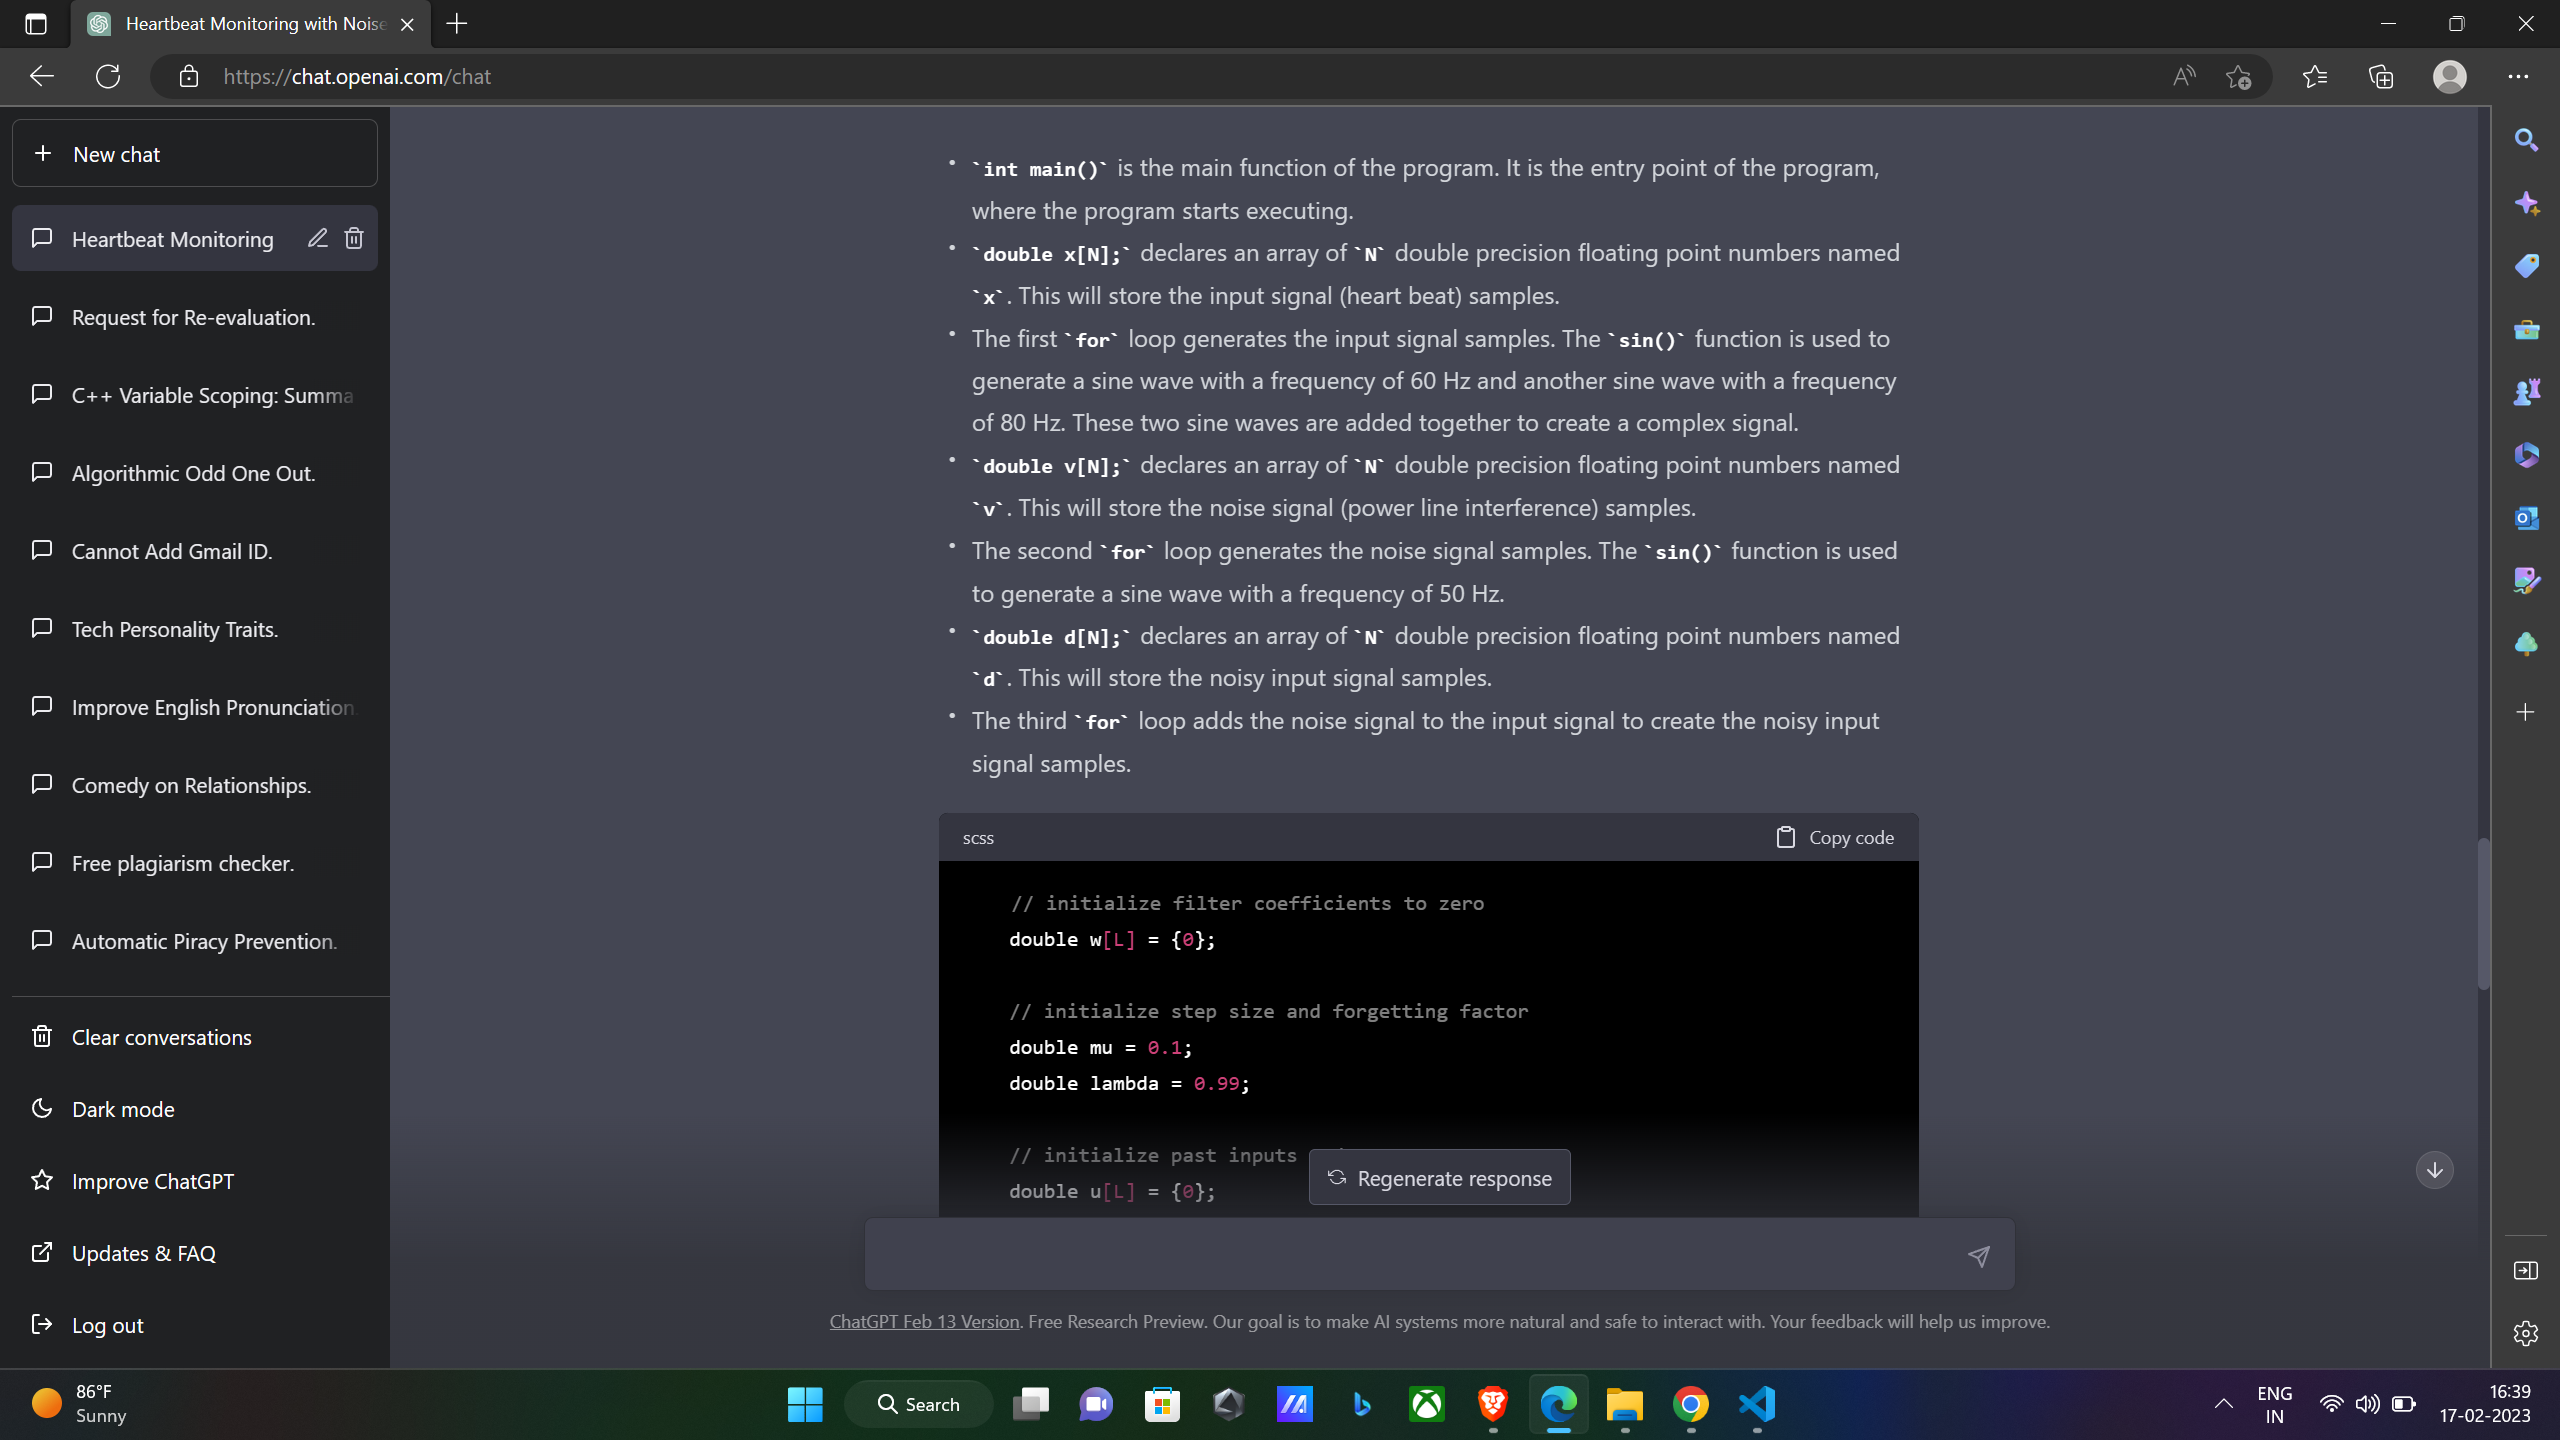 Heartbeat Monitoring with Noise
https://chat.openai.com/chat
New chat
Heartbeat Monitoring
Request for Re-evaluation.
C++ Variable Scoping: Summa
Algorithmic Odd One Out.
Cannot Add Gmail ID.
Tech Personality Traits.
Improve English Pronunciation.
Comedy on Relationships.
Free plagiarism checker.
Automatic Piracy Prevention.
Clear conversations
Dark mode
Improve ChatGPT
Updates & FAQ
Log out
• `int main()` is the main function of the program. It is the entry point of the program,
where the program starts executing.
• `double x[N];` declares an array of `N` double precision floating point numbers named
`x`. This will store the input signal (heart beat) samples.
• The first `for` loop generates the input signal samples. The `sin()` function is used to
generate a sine wave with a frequency of 60 Hz and another sine wave with a frequency
of 80 Hz. These two sine waves are added together to create a complex signal.
• `double v[N];` declares an array of `N` double precision floating point numbers named
`v`. This will store the noise signal (power line interference) samples.
• The second `for` loop generates the noise signal samples. The `sin()` function is used
to generate a sine wave with a frequency of 50 Hz.
• `double d[N];` declares an array of `N` double precision floating point numbers named
`d`. This will store the noisy input signal samples.
• The third `for` loop adds the noise signal to the input signal to create the noisy input
signal samples.
scss Copy code
// initialize filter coefficients to zero
double w[L] = {0};
// initialize step size and forgetting factor
double mu = 0.1;
double lambda = 0.99;
// initialize past inputs
double u[L] = {0};
Regenerate response
ChatGPT Feb 13 Version. Free Research Preview. Our goal is to make AI systems more natural and safe to interact with. Your feedback will help us improve.
86°F
Sunny
Search
ENG
IN
16:39
17-02-2023